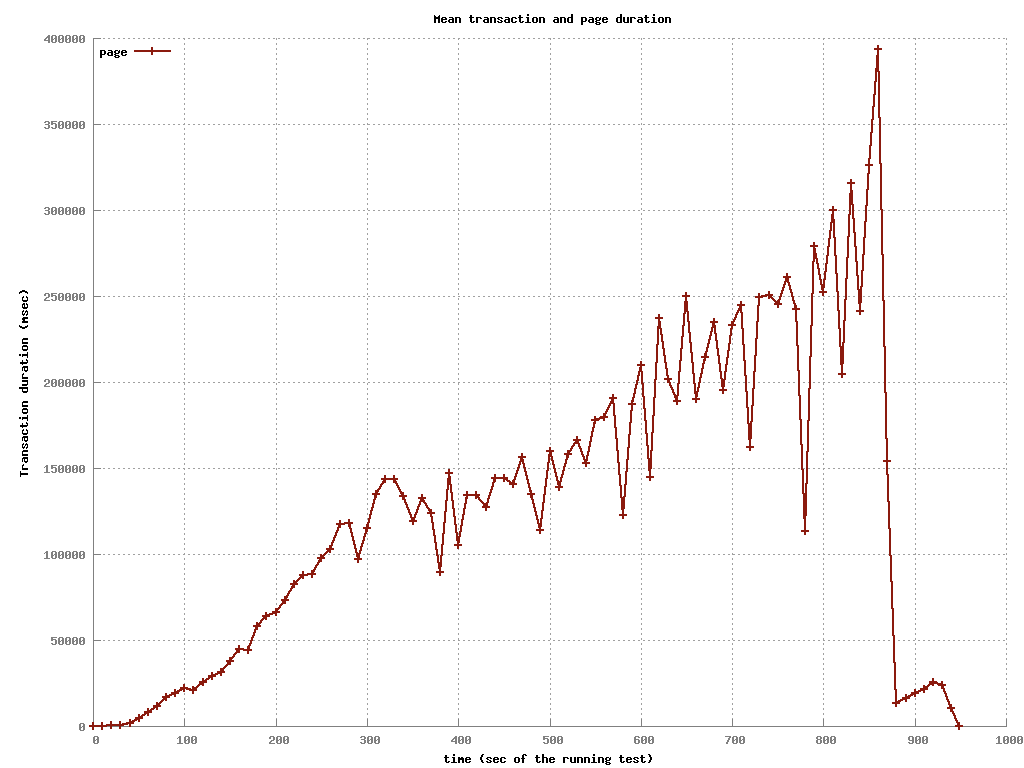 Mean transaction and page duration
page
400000
350000
300000
250000
200000
150000
100000
50000
0
Transaction duration (msec)
0 100 200 300 400 500 600 700 800 900 1000
time (sec of the running test)